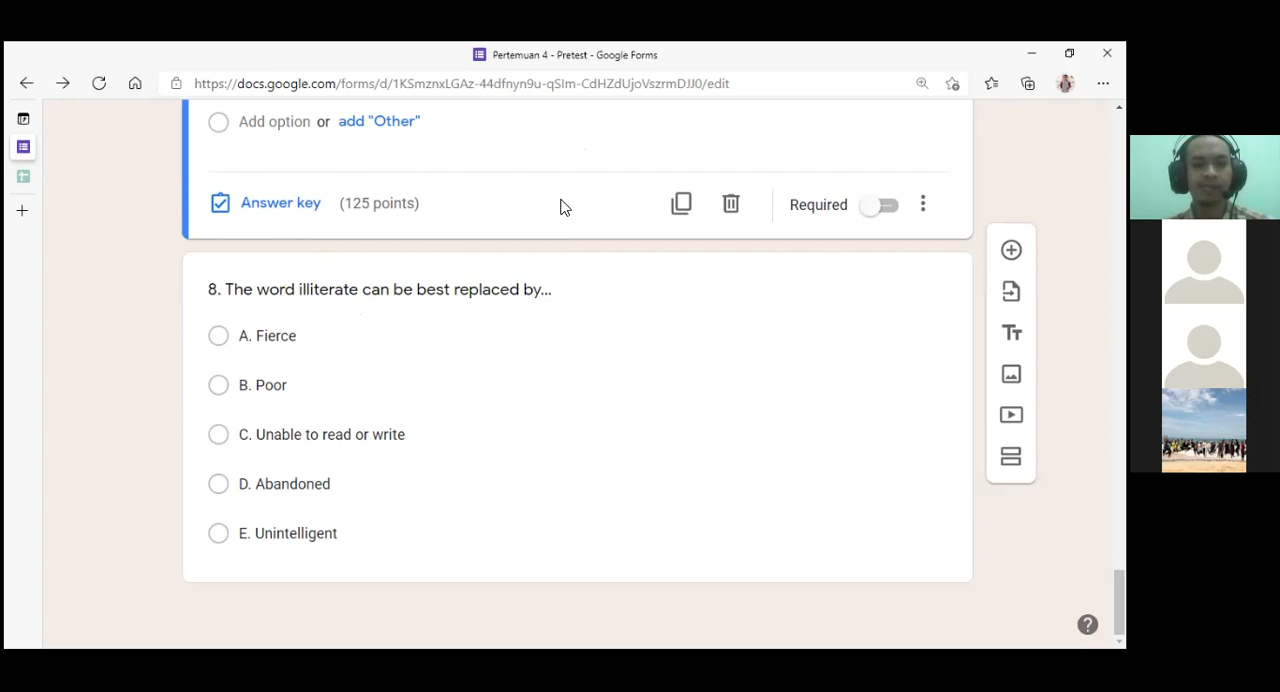 Pertemuan 4 - Pretest - Google Forms
https://docs.google.com/forms/d/1KSmznxLGAz-44dfnyn9u-qSIm-CdHZdUjoVszrmDJJ0/edit
Add option or add "Other"
Answer key (125 points)
Required
8. The word illiterate can be best replaced by...
A. Fierce
B. Poor
C. Unable to read or write
D. Abandoned
E. Unintelligent